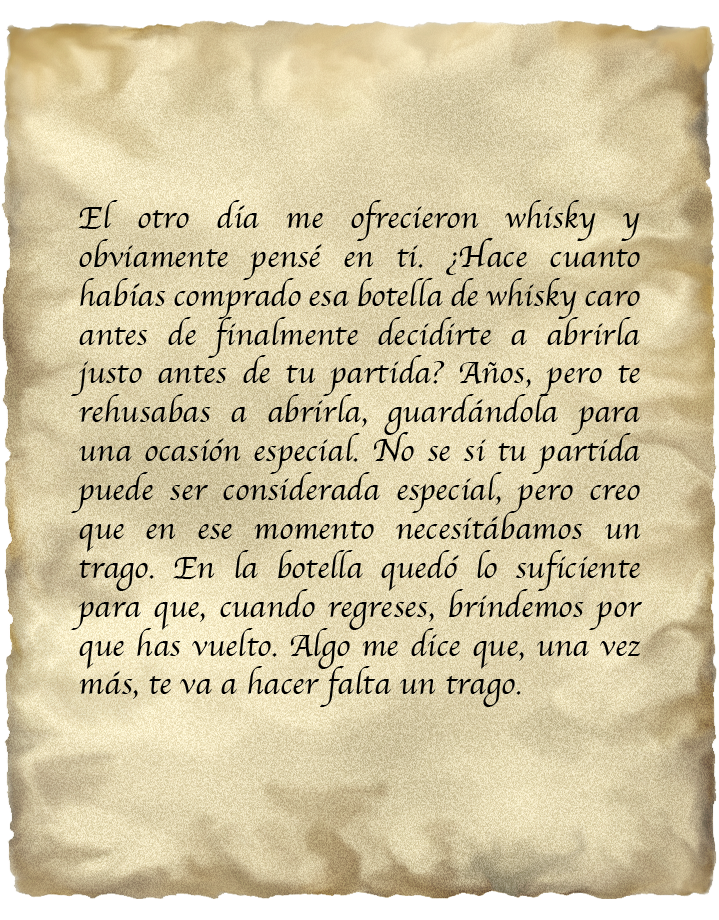 El otro día me ofrecieron whisky y
obviamente pensé en ti. ¿Hace cuanto
habías comprado esa botella de whisky caro
antes de finalmente decidirte a abrirla
justo antes de tu partida? Años, pero te
rehusabas a abrirla, guardándola para
una ocasión especial. No se si tu partida
puede ser considerada especial, pero creo
que en ese momento necesitábamos un
trago. En la botella quedó lo suficiente
para que, cuando regreses, brindemos por
que has vuelto. Algo me dice que, una vez
más, te va a hacer falta un trago.